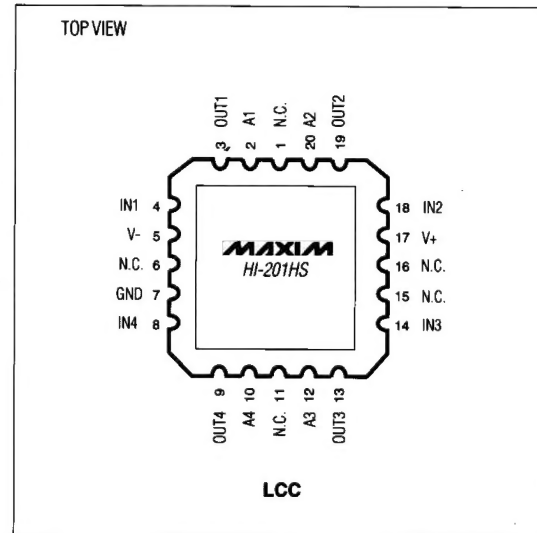 TOP VIEW
OUT1 A1 N.C. A2 OUT2
3 2 1 20 19
IN1 4
V- 5
N.C. 6
GND 7
IN4 8
MAXIM
HI-201HS
18 IN2
17 V+
16 N.C.
15 N.C.
14 IN3
9 10 11 12 13
OUT4 A4 N.C. A3 OUT3
LCC